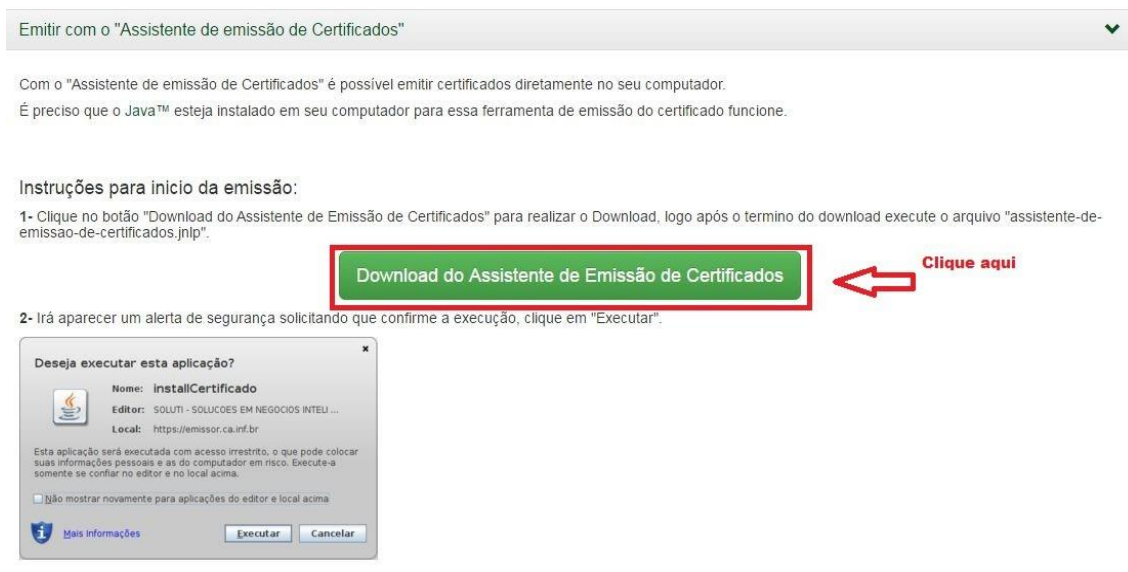 Emitir com o "Assistente de emissão de Certificados"
Com o "Assistente de emissão de Certificados" é possível emitir certificados diretamente no seu computador.
É preciso que o Java™ esteja instalado em seu computador para essa ferramenta de emissão do certificado funcione.
Instruções para inicio da emissão:
1- Clique no botão "Download do Assistente de Emissão de Certificados" para realizar o Download, logo após o termino do download execute o arquivo "assistente-de-
emissao-de-certificados.jnlp".
Download do Assistente de Emissão de Certificados
Clique aqui
2- Irá aparecer um alerta de segurança solicitando que confirme a execução, clique em "Executar".
Deseja executar esta aplicação?
Nome: installCertificado
Editor: SOLUTI - SOLUCOES EM NEGOCIOS INTELI ...
Local: https://emissor.ca.inf.br
Esta aplicação será executada com acesso irrestrito, o que pode colocar
suas informações pessoais e as do computador em risco. Execute-a
somente se confiar no editor e no local acima.
Não mostrar novamente para aplicações do editor e local acima
Mais Informações
Executar
Cancelar